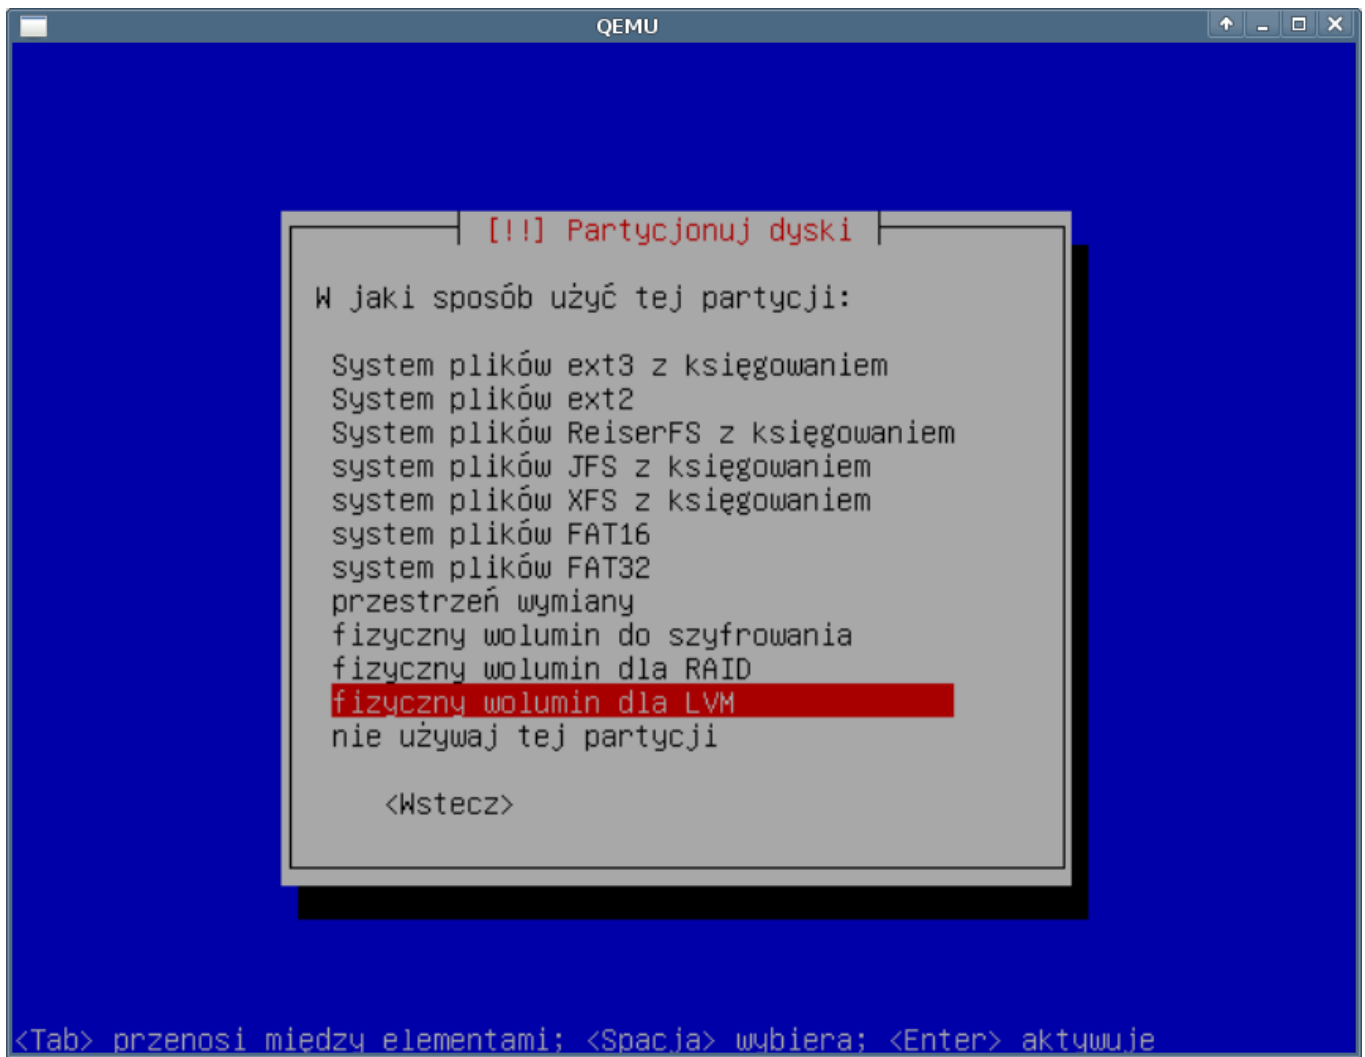 QEMU
[!!] Partycjonuj dyski
W jaki sposób użyć tej partycji:
System plików ext3 z księgowaniem
System plików ext2
System plików ReiserFS z księgowaniem
system plików JFS z księgowaniem
system plików XFS z księgowaniem
system plików FAT16
system plików FAT32
przestrzeń wymiany
fizyczny wolumin do szyfrowania
fizyczny wolumin dla RAID
fizyczny wolumin dla LVM
nie używaj tej partycji
<Wstecz>
<Tab> przenosi między elementami; <Spacja> wybiera; <Enter> aktywuje